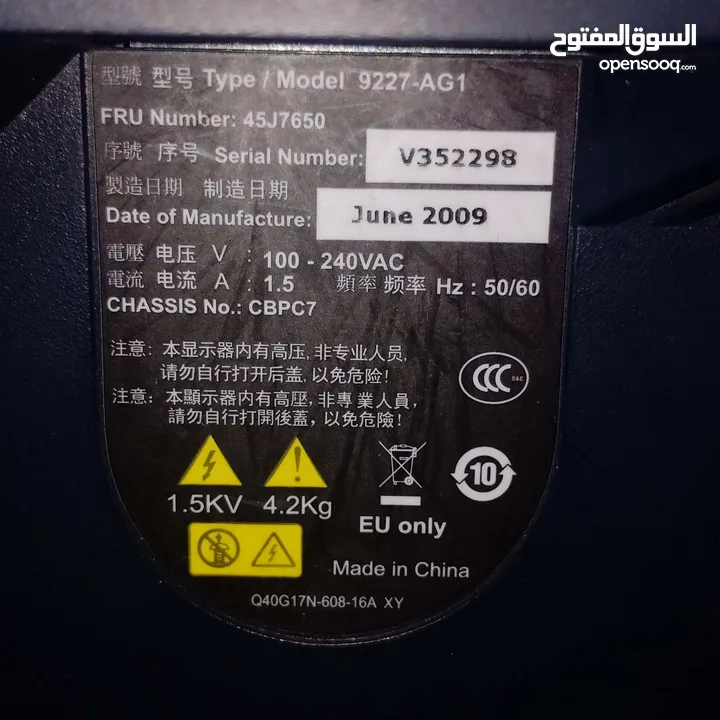 السوق المفتوح
opensooq.com
型號 型号 Type / Model 9227-AG1
FRU Number: 45J7650
序號 序号 Serial Number: V352298
製造日期 制造日期
Date of Manufacture: June 2009
電壓 电压 V : 100 - 240VAC
電流 电流 A : 1.5 頻率 频率 Hz : 50/60
CHASSIS No.: CBPC7
注意: 本显示器内有高压, 非专业人员,
请勿自行打开后盖, 以免危险!
注意: 本顯示器內有高壓, 非專業人員,
請勿自行打開後蓋, 以免危險!
CCC S&E
10
1.5KV 4.2Kg
EU only
Made in China
Q40G17N-608-16A XY